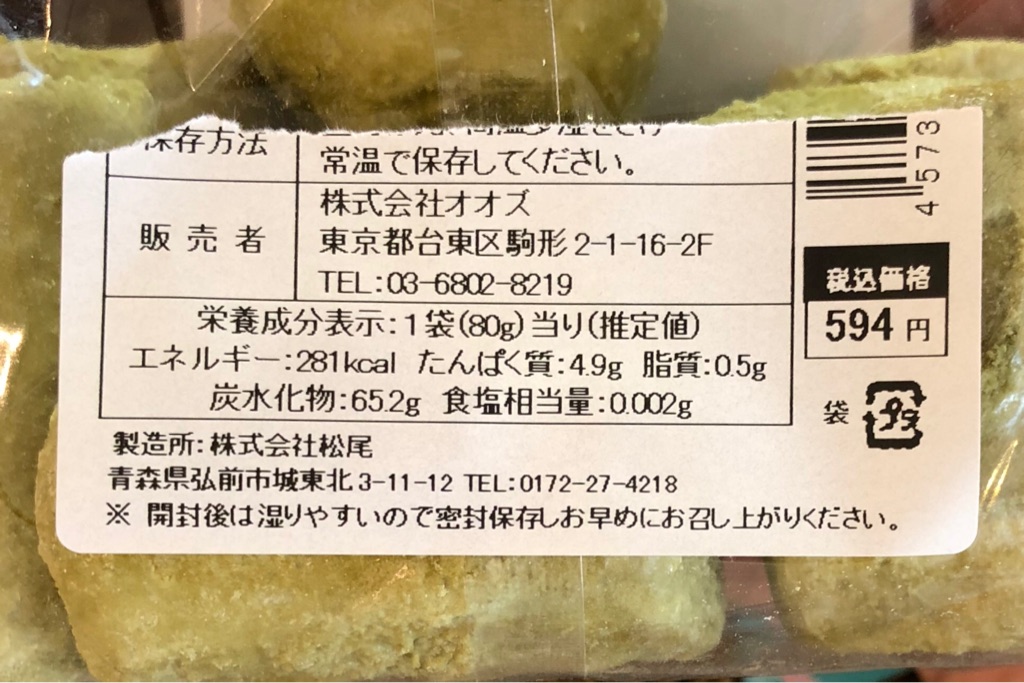 保存方法
常温で保存してください。
販売者
株式会社オオズ
東京都台東区駒形2-1-16-2F
TEL:03-6802-8219
栄養成分表示:1袋(80g)当り(推定値)
エネルギー:281kcal たんぱく質:4.9g 脂質:0.5g
炭水化物:65.2g 食塩相当量:0.002g
製造所:株式会社松尾
青森県弘前市城東北3-11-12 TEL:0172-27-4218
※ 開封後は湿りやすいので密封保存しお早めにお召し上がりください。
4573
税込価格
594円
袋
プラ